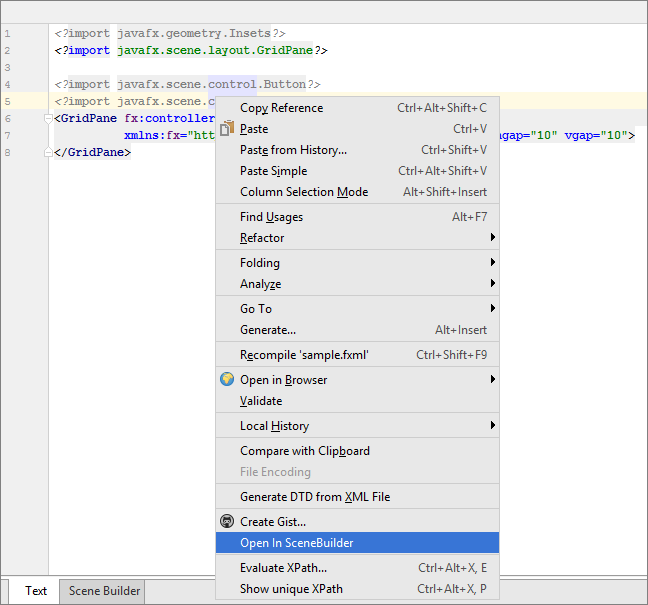 1 <?import javafx.geometry.Insets?>
2 <?import javafx.scene.layout.GridPane?>
3
4 <?import javafx.scene.control.Button?>
5 <?import javafx.scene.c
6 <GridPane fx:controller
7 xmlns:fx="ht hgap="10" vgap="10">
8 </GridPane>
Copy Reference Ctrl+Alt+Shift+C
Paste Ctrl+V
Paste from History... Ctrl+Shift+V
Paste Simple Ctrl+Alt+Shift+V
Column Selection Mode Alt+Shift+Insert
Find Usages Alt+F7
Refactor
Folding
Analyze
Go To
Generate... Alt+Insert
Recompile 'sample.fxml' Ctrl+Shift+F9
Open in Browser
Validate
Local History
Compare with Clipboard
File Encoding
Generate DTD from XML File
Create Gist...
Open In SceneBuilder
Evaluate XPath... Ctrl+Alt+X, E
Show unique XPath Ctrl+Alt+X, P
Text Scene Builder